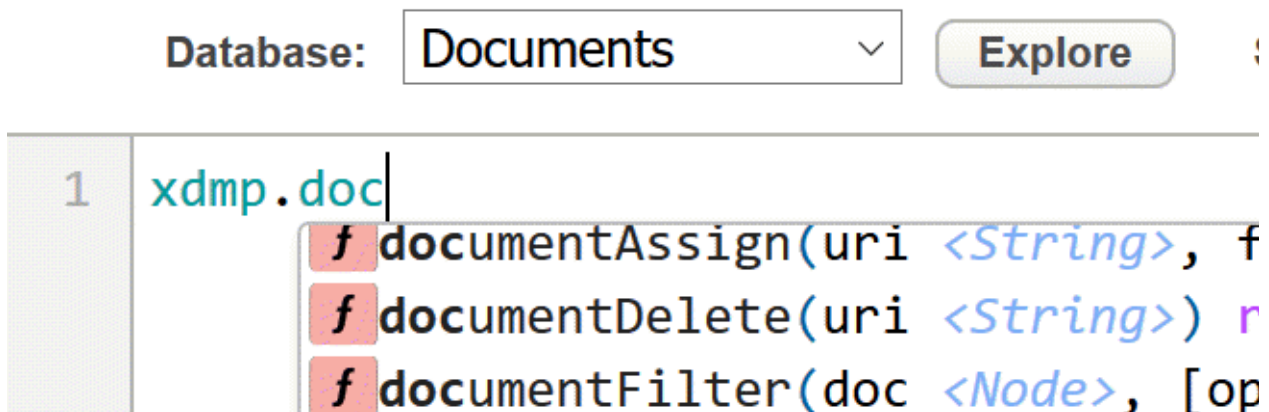 Database: Documents Explore
1 xdmp.doc
f documentAssign(uri <String>, f
f documentDelete(uri <String>) r
f documentFilter(doc <Node>, [op